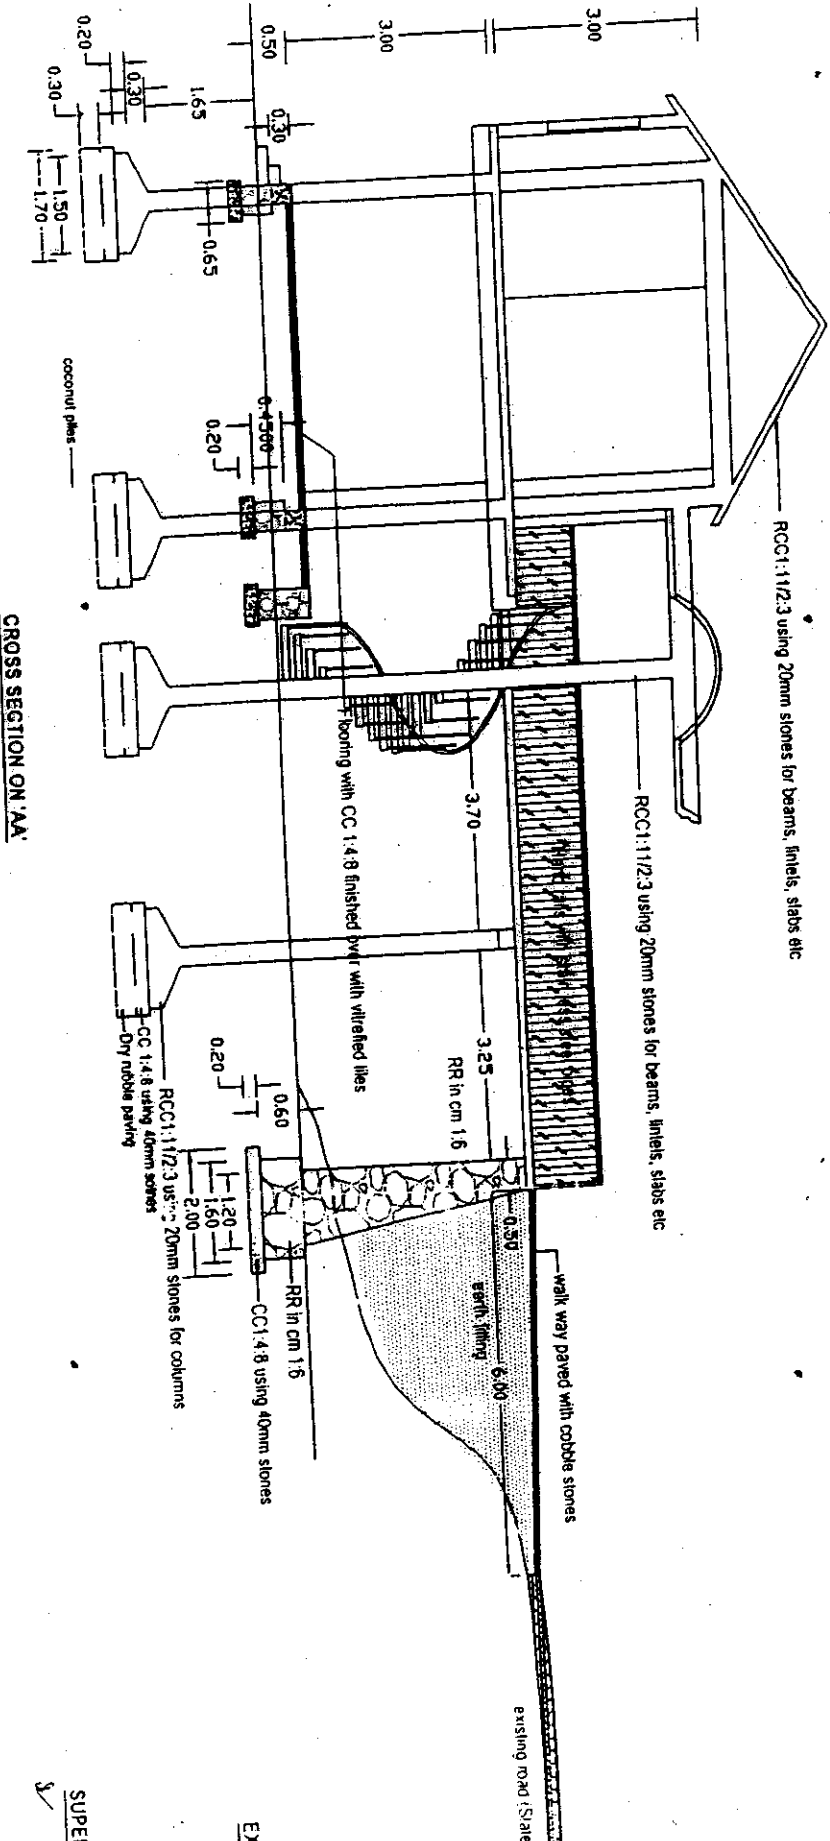 RCC1:11/2:3 using 20mm stones for beams, lintels, slabs etc
RCC1:11/2:3 using 20mm stones for beams, lintels, slabs etc
3.00
3.00
0.50
0.30
1.65
0.30
0.20
0.30
1.50
1.70
0.65
coconut piles
0.4500
0.20
Flooring with CC 1:4:8 finished over with vitrefied tiles
3.70
3.25
RR in cm 1:6
0.50
walk way paved with cobble stones
earth filling
6.00
existing road (State
0.20
0.60
1.20
1.60
2.00
RR in cm 1:6
CC1:4:8 using 40mm stones
RCC1:11/2:3 using 20mm stones for columns
CC 1:4:8 using 40mm
Dry rubble paving
CROSS SECTION ON 'AA'